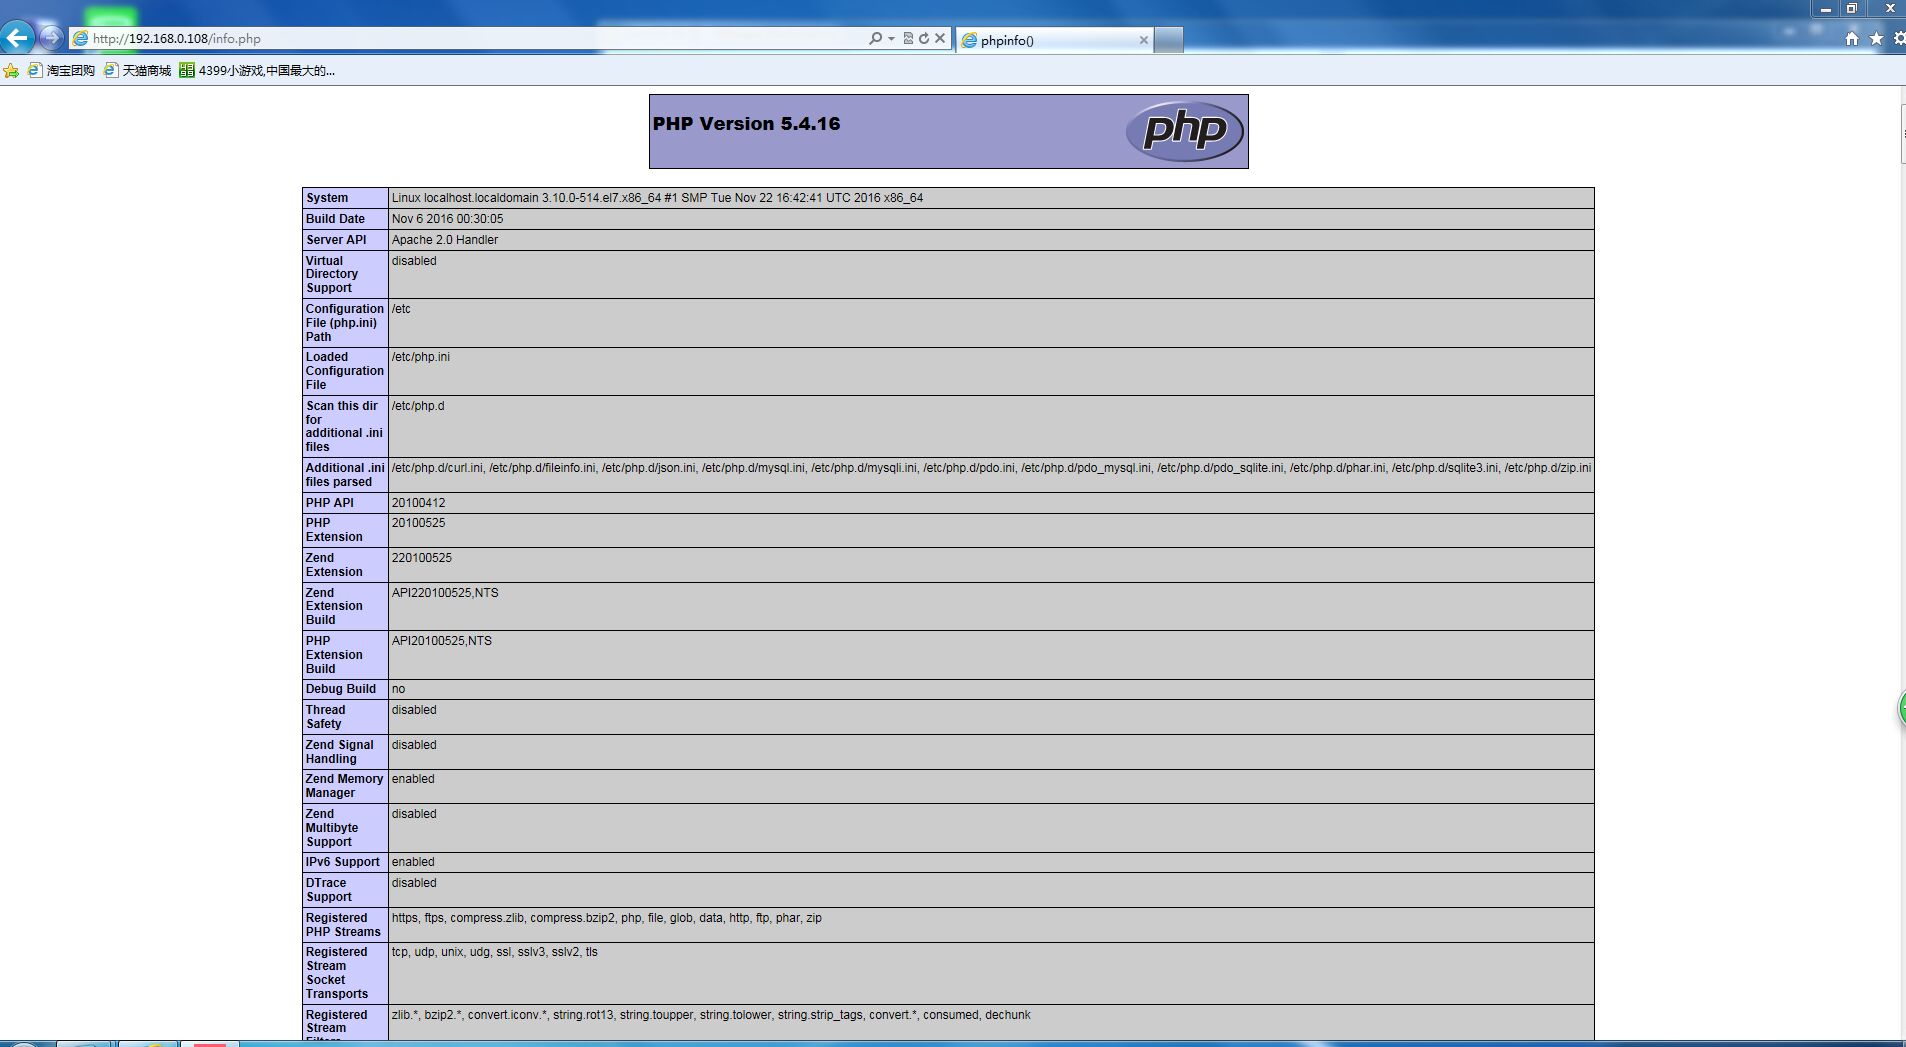 http://192.168.0.108/info.php
phpinfo()
淘宝团购 天猫商城 4399小游戏,中国最大的...
PHP Version 5.4.16
php
System Linux localhost.localdomain 3.10.0-514.el7.x86_64 #1 SMP Tue Nov 22 16:42:41 UTC 2016 x86_64
Build Date Nov 6 2016 00:30:05
Server API Apache 2.0 Handler
Virtual disabled
Directory
Support
Configuration /etc
File (php.ini)
Path
Loaded /etc/php.ini
Configuration
File
Scan this dir /etc/php.d
for
additional .ini
files
Additional .ini /etc/php.d/curl.ini, /etc/php.d/fileinfo.ini, /etc/php.d/json.ini, /etc/php.d/mysql.ini, /etc/php.d/mysqli.ini, /etc/php.d/pdo.ini, /etc/php.d/pdo_mysql.ini, /etc/php.d/pdo_sqlite.ini, /etc/php.d/phar.ini, /etc/php.d/sqlite3.ini, /etc/php.d/zip.ini
files parsed
PHP API 20100412
PHP 20100525
Extension
Zend 220100525
Extension
Zend API220100525,NTS
Extension
Build
PHP API20100525,NTS
Extension
Build
Debug Build no
Thread disabled
Safety
Zend Signal disabled
Handling
Zend Memory enabled
Manager
Zend disabled
Multibyte
Support
IPv6 Support enabled
DTrace disabled
Support
Registered https, ftps, compress.zlib, compress.bzip2, php, file, glob, data, http, ftp, phar, zip
PHP Streams
Registered tcp, udp, unix, udg, ssl, sslv3, sslv2, tls
Stream
Socket
Transports
Registered zlib.*, bzip2.*, convert.iconv.*, string.rot13, string.toupper, string.tolower, string.strip_tags, convert.*, consumed, dechunk
Stream